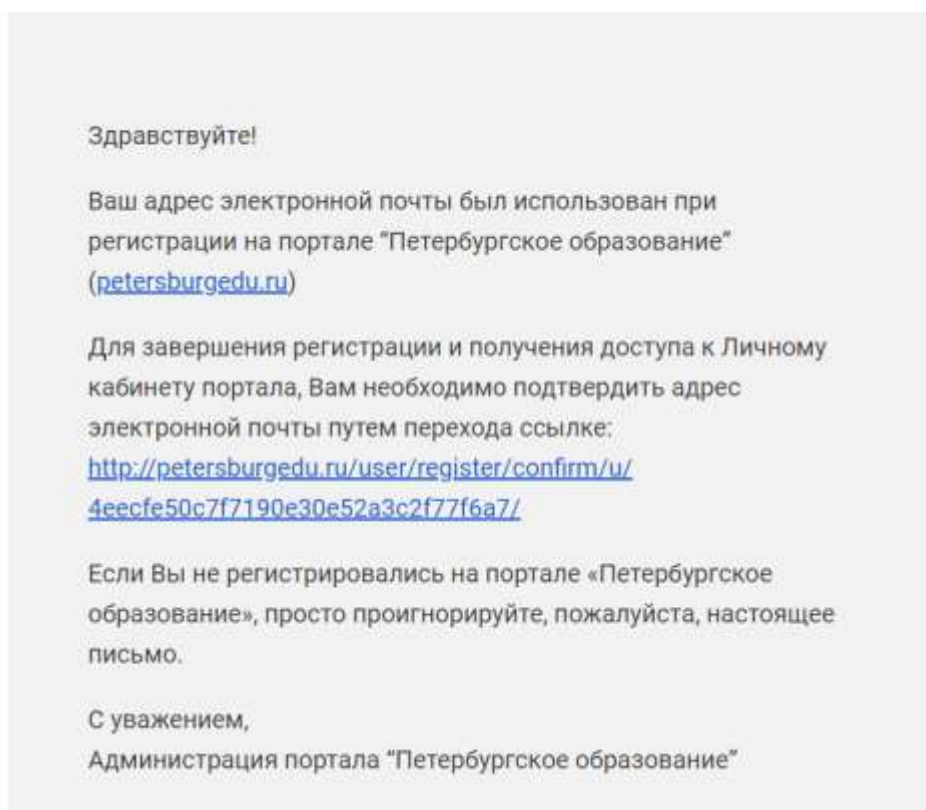 Здравствуйте!
Ваш адрес электронной почты был использован при
регистрации на портале “Петербургское образование”
(petersburgedu.ru)
Для завершения регистрации и получения доступа к Личному
кабинету портала, Вам необходимо подтвердить адрес
электронной почты путем перехода ссылке:
http://petersburgedu.ru/user/register/confirm/u/
4eecfe50c7f7190e30e52a3c2f77f6a7/
Если Вы не регистрировались на портале «Петербургское
образование», просто проигнорируйте, пожалуйста, настоящее
письмо.
С уважением,
Администрация портала “Петербургское образование”